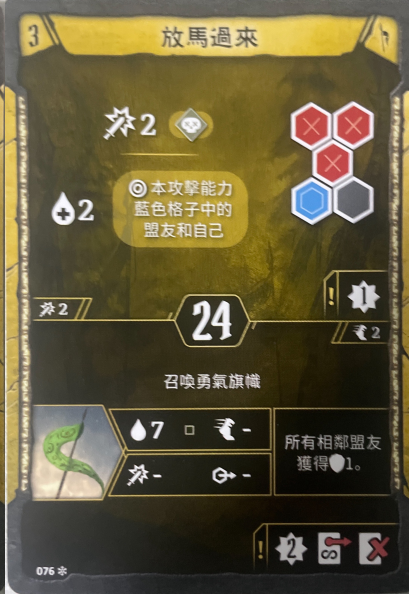 3 放馬過來
2
2
本攻擊能力
藍色格子中的
盟友和自己
! 1
2
24
2
召喚勇氣旗幟
7 -
- -
所有相鄰盟友
獲得1。
! 2
076